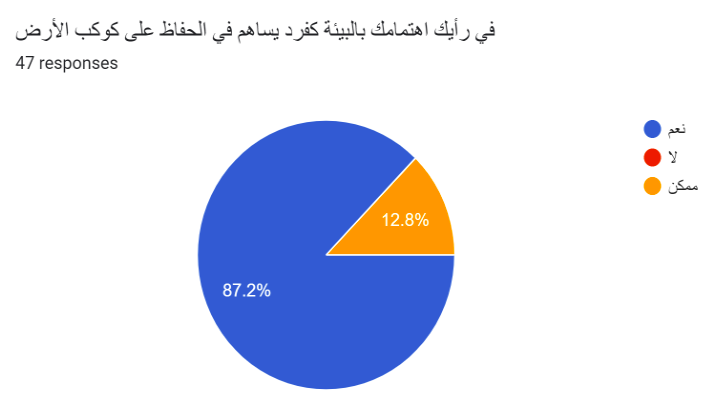 في رأيك اهتمامك بالبيئة كفرد يساهم في الحفاظ على كوكب الأرض
47 responses
نعم
لا
ممكن
12.8%
87.2%